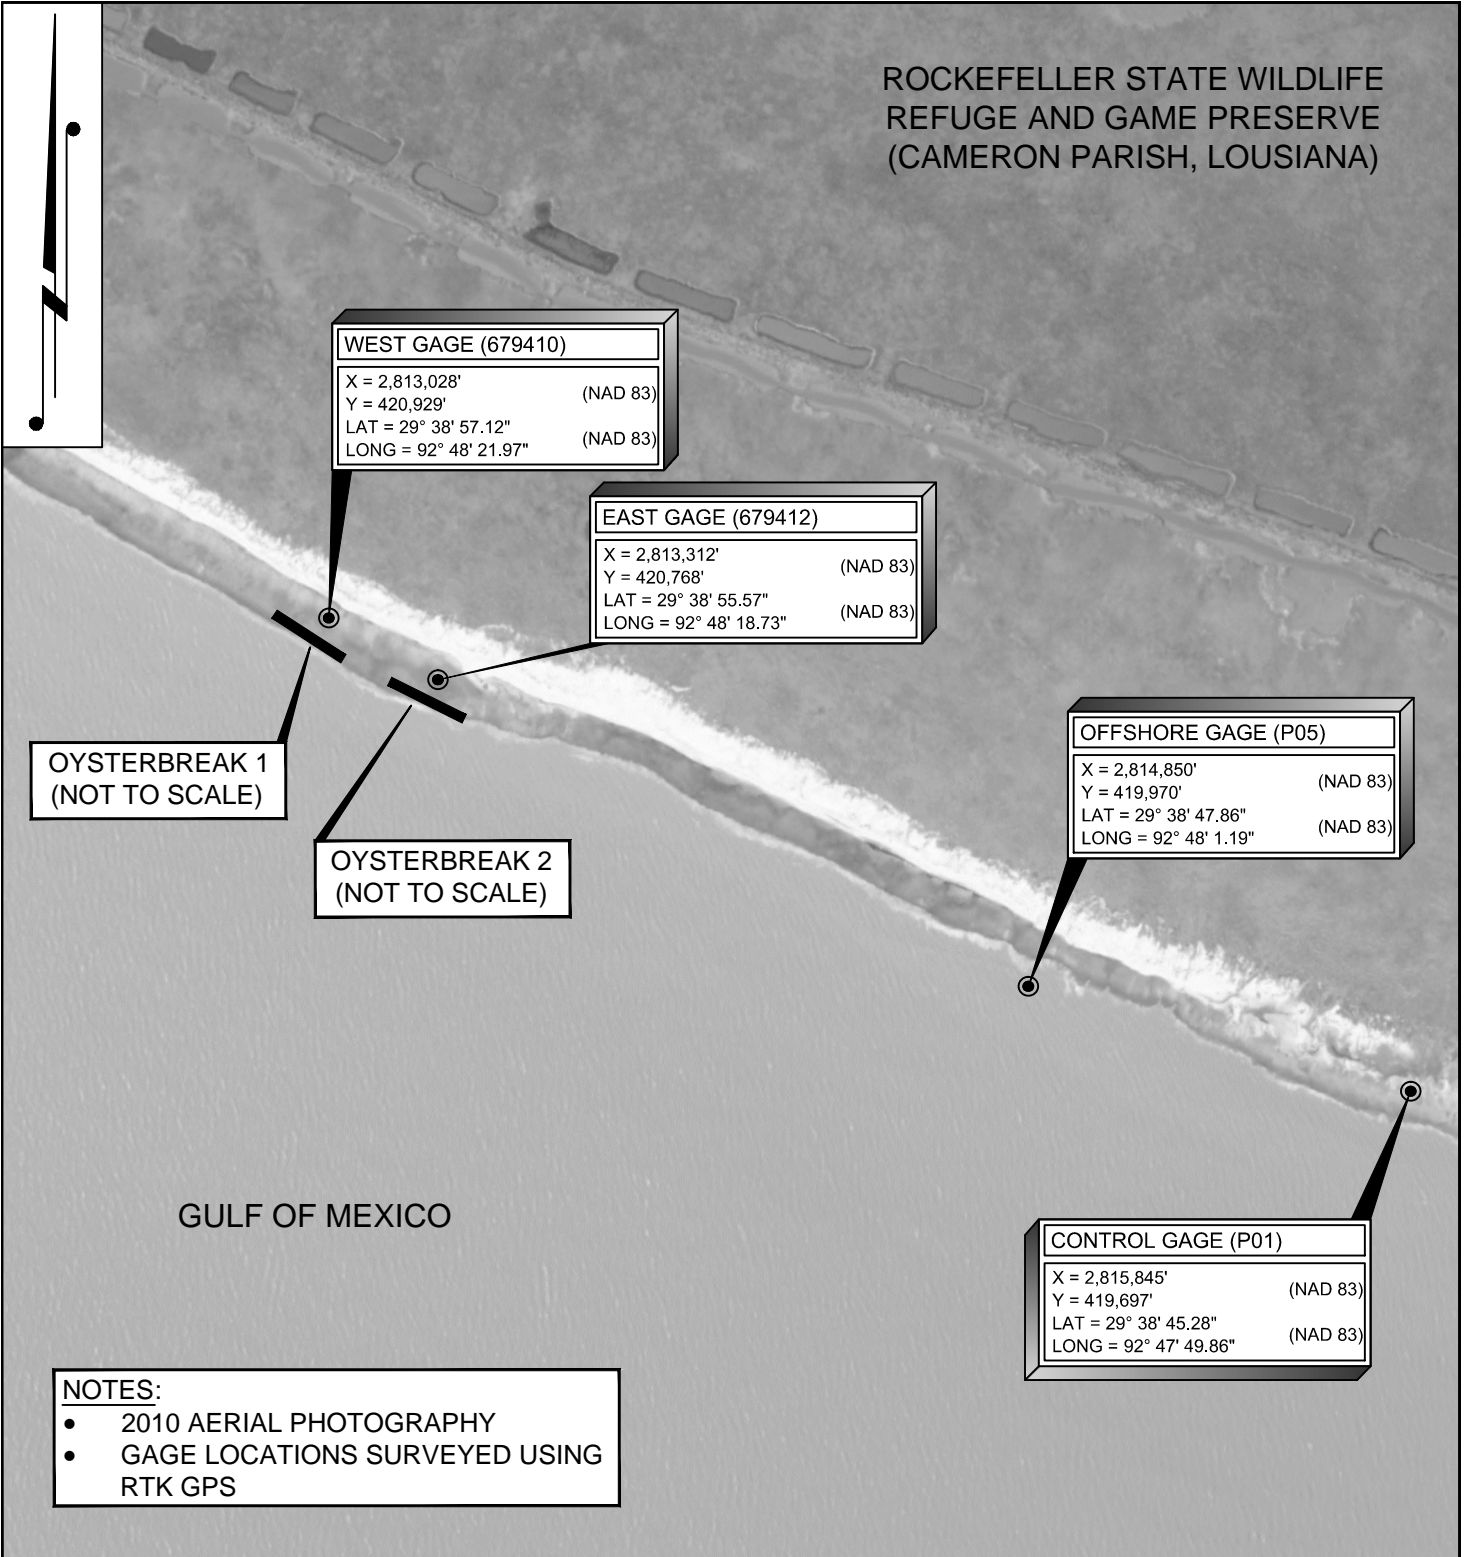 ROCKEFELLER STATE WILDLIFE
REFUGE AND GAME PRESERVE
(CAMERON PARISH, LOUSIANA)
WEST GAGE (679410)
X = 2,813,028'
Y = 420,929'
(NAD 83)
LAT = 29° 38' 57.12"
LONG = 92° 48' 21.97"
(NAD 83)
EAST GAGE (679412)
X = 2,813,312'
Y = 420,768'
(NAD 83)
LAT = 29° 38' 55.57"
LONG = 92° 48' 18.73"
(NAD 83)
OYSTERBREAK 1
(NOT TO SCALE)
OYSTERBREAK 2
(NOT TO SCALE)
OFFSHORE GAGE (P05)
X = 2,814,850'
Y = 419,970'
(NAD 83)
LAT = 29° 38' 47.86"
LONG = 92° 48' 1.19"
(NAD 83)
GULF OF MEXICO
CONTROL GAGE (P01)
X = 2,815,845'
Y = 419,697'
(NAD 83)
LAT = 29° 38' 45.28"
LONG = 92° 47' 49.86"
(NAD 83)
NOTES:
• 2010 AERIAL PHOTOGRAPHY
• GAGE LOCATIONS SURVEYED USING
RTK GPS